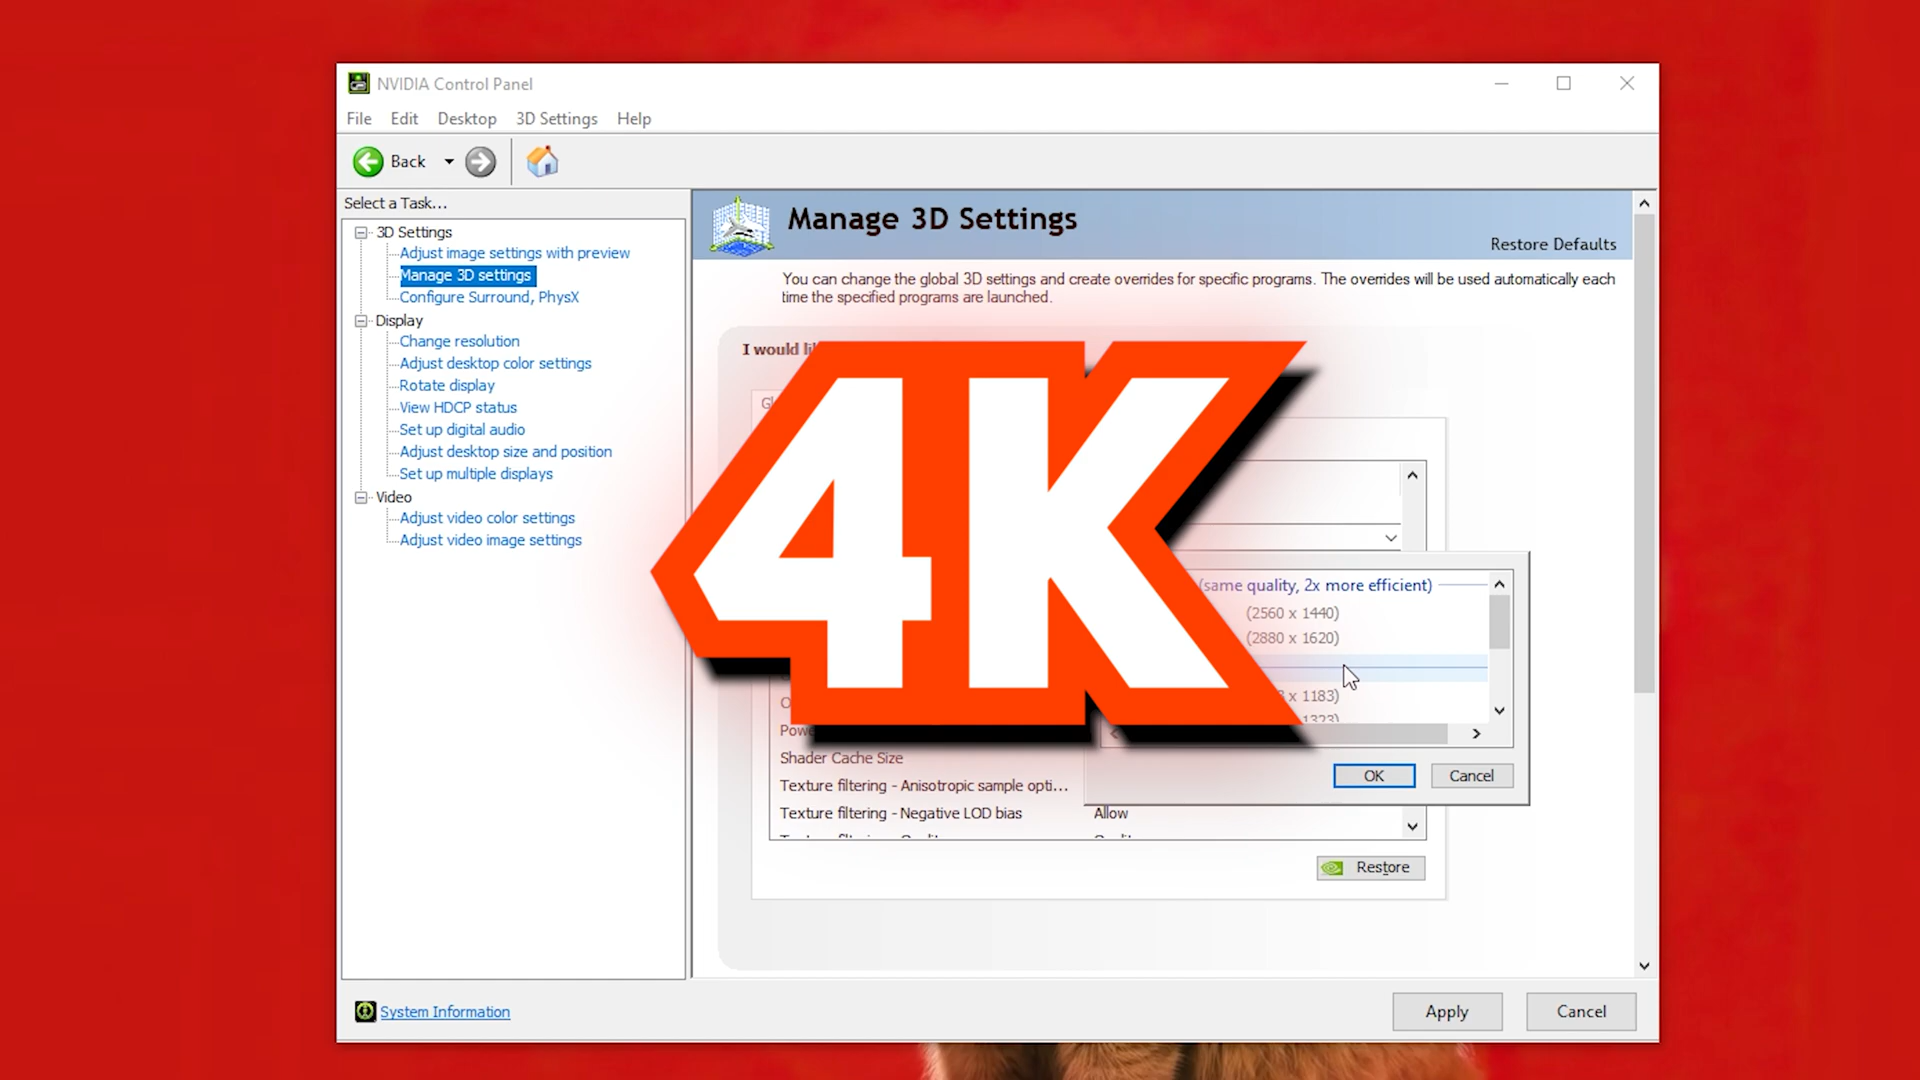 NVIDIA Control Panel
File Edit Desktop 3D Settings Help
Back
Select a Task...
3D Settings
Adjust image settings with preview
Manage 3D settings
Configure Surround, PhysX
Display
Change resolution
Adjust desktop color settings
Rotate display
View HDCP status
Set up digital audio
Adjust desktop size and position
Set up multiple displays
Video
Adjust video color settings
Adjust video image settings
System Information
Manage 3D Settings
Restore Defaults
You can change the global 3D settings and create overrides for specific programs. The overrides will be used automatically each
time the specified programs are launched.
I would
4K
(same quality, 2x more efficient)
(2560 x 1440)
(2880 x 1620)
x 1183)
1323)
OK Cancel
Shader Cache Size
Texture filtering - Anisotropic sample opti...
Texture filtering - Negative LOD bias Allow
Restore
Apply Cancel